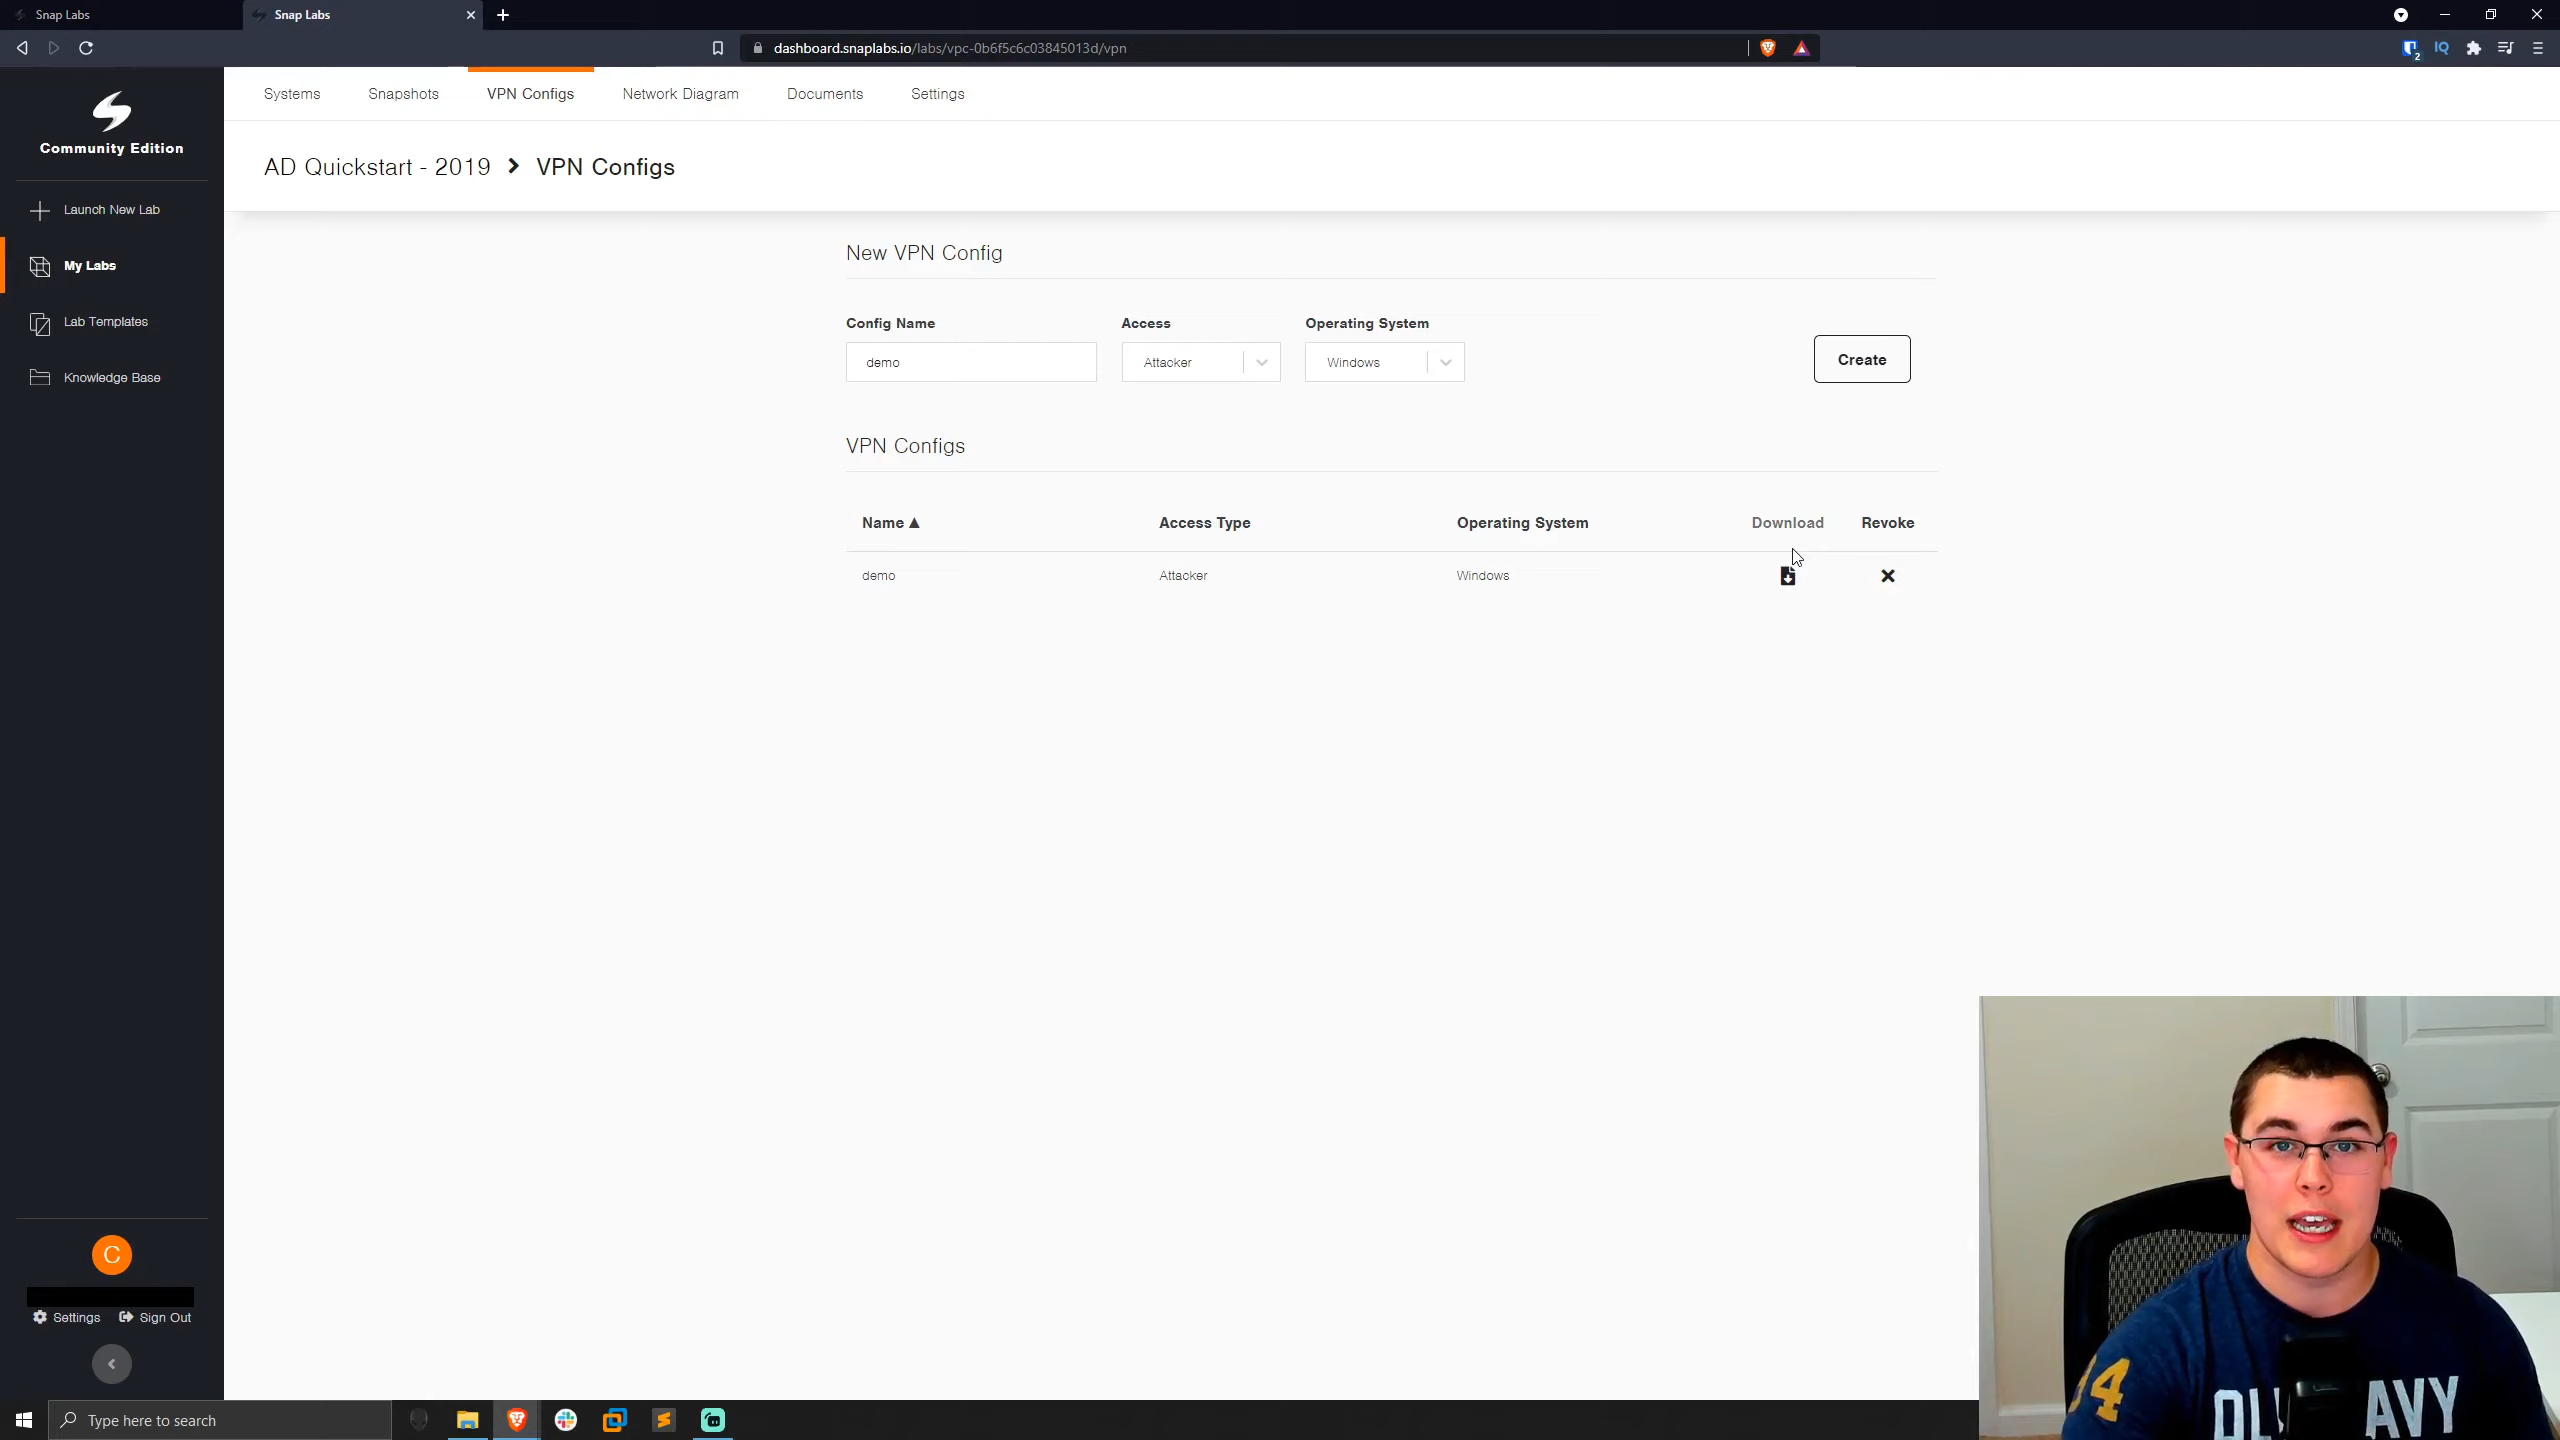 Snap Labs
Snap Labs
dashboard.snaplabs.io/labs/vpc-0b6f5c6c03845013d/vpn
2
IQ
Community Edition
Launch New Lab
My Labs
Lab Templates
Knowledge Base
Systems
Snapshots
VPN Configs
Network Diagram
Documents
Settings
AD Quickstart - 2019
VPN Configs
New VPN Config
Config Name
Access
Operating System
demo
Attacker
Windows
Create
VPN Configs
Name
Access Type
Operating System
Download
Revoke
demo
Attacker
Windows
C
Settings
Sign Out
Type here to search